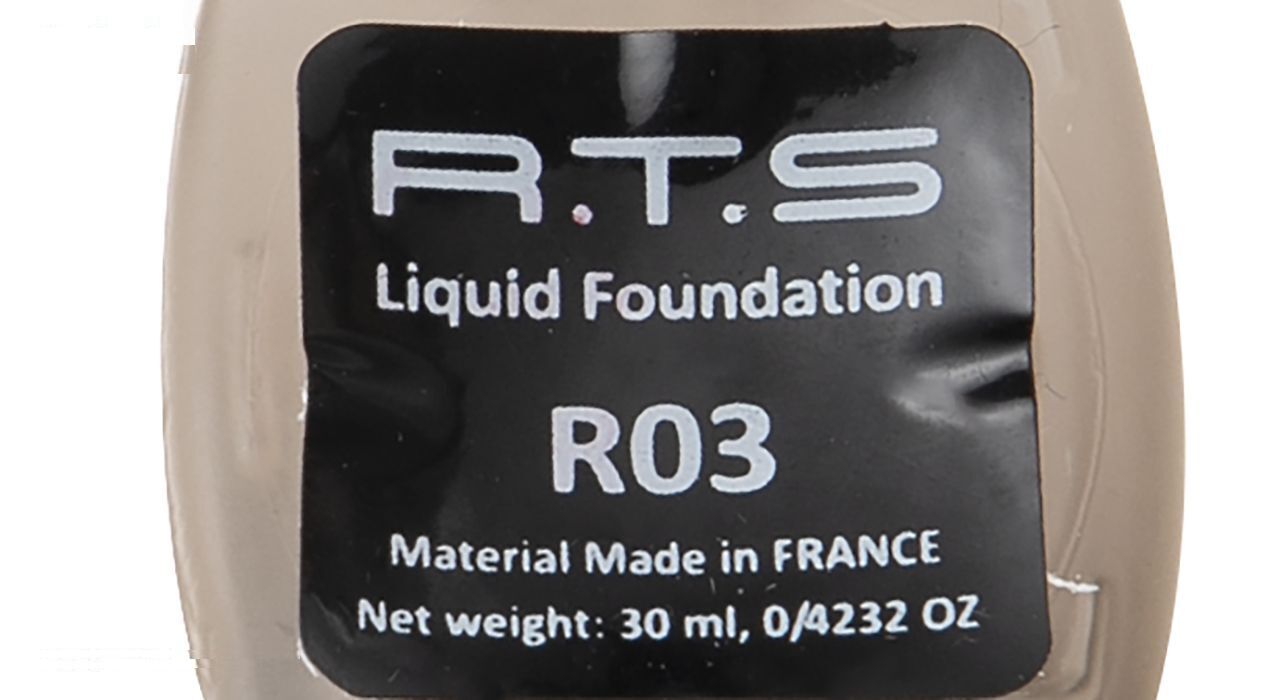 R.T.S
Liquid Foundation
R03
Material Made in FRANCE
Net weight: 30 ml, 0/4232 OZ